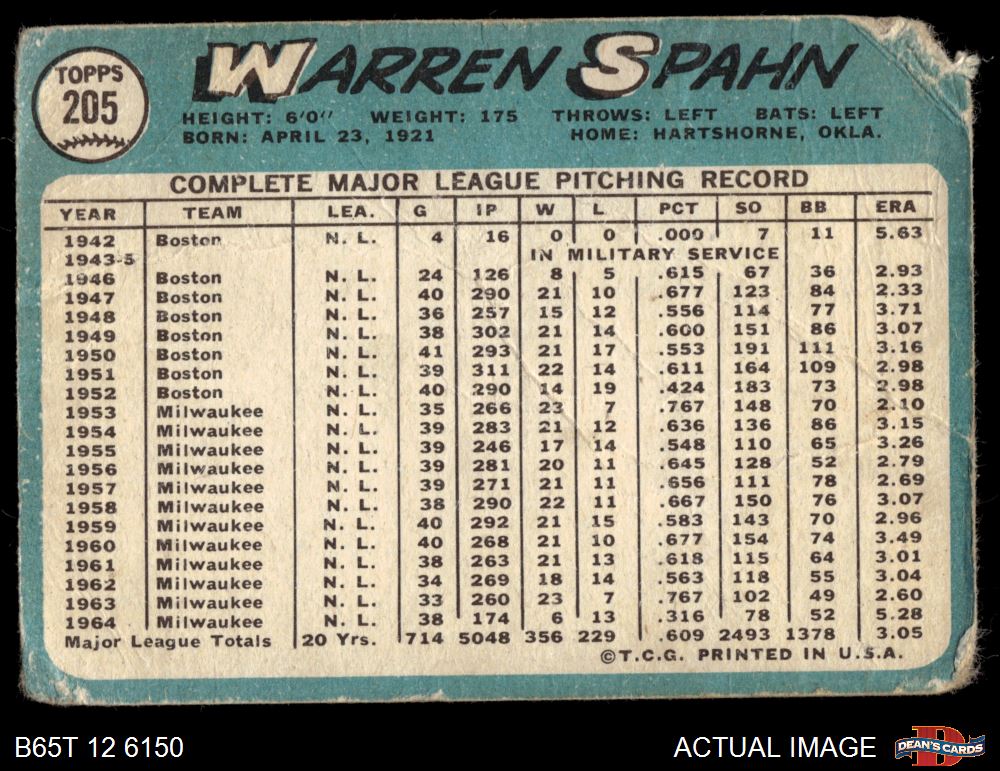 TOPPS
205
WARREN SPAHN
HEIGHT: 6'0" WEIGHT: 175 THROWS: LEFT BATS: LEFT
BORN: APRIL 23, 1921 HOME: HARTSHORNE, OKLA.
COMPLETE MAJOR LEAGUE PITCHING RECORD
YEAR TEAM LEA. G IP W L PCT SO BB ERA
1942 Boston N. L. 4 16 0 0 .000 7 11 5.63
1943-5 IN MILITARY SERVICE
1946 Boston N. L. 24 126 8 5 .615 67 36 2.93
1947 Boston N. L. 40 290 21 10 .677 123 84 2.33
1948 Boston N. L. 36 257 15 12 .556 114 77 3.71
1949 Boston N. L. 38 302 21 14 .600 151 86 3.07
1950 Boston N. L. 41 293 21 17 .553 191 111 3.16
1951 Boston N. L. 39 311 22 14 .611 164 109 2.98
1952 Boston N. L. 40 290 14 19 .424 183 73 2.98
1953 Milwaukee N. L. 35 266 23 7 .767 148 70 2.10
1954 Milwaukee N. L. 39 283 21 12 .636 136 86 3.15
1955 Milwaukee N. L. 39 246 17 14 .548 110 65 3.26
1956 Milwaukee N. L. 39 281 20 11 .645 128 52 2.79
1957 Milwaukee N. L. 39 271 21 11 .656 111 78 2.69
1958 Milwaukee N. L. 38 290 22 11 .667 150 76 3.07
1959 Milwaukee N. L. 40 292 21 15 .583 143 70 2.96
1960 Milwaukee N. L. 40 268 21 10 .677 154 74 3.49
1961 Milwaukee N. L. 38 263 21 13 .618 115 64 3.01
1962 Milwaukee N. L. 34 269 18 14 .563 118 55 3.04
1963 Milwaukee N. L. 33 260 23 7 .767 102 49 2.60
1964 Milwaukee N. L. 38 174 6 13 .316 78 52 5.28
Major League Totals 20 Yrs. 714 5048 356 229 .609 2493 1378 3.05
©T.C.G. PRINTED IN U.S.A.
B65T 12 6150 ACTUAL IMAGE D DEAN'S CARDS